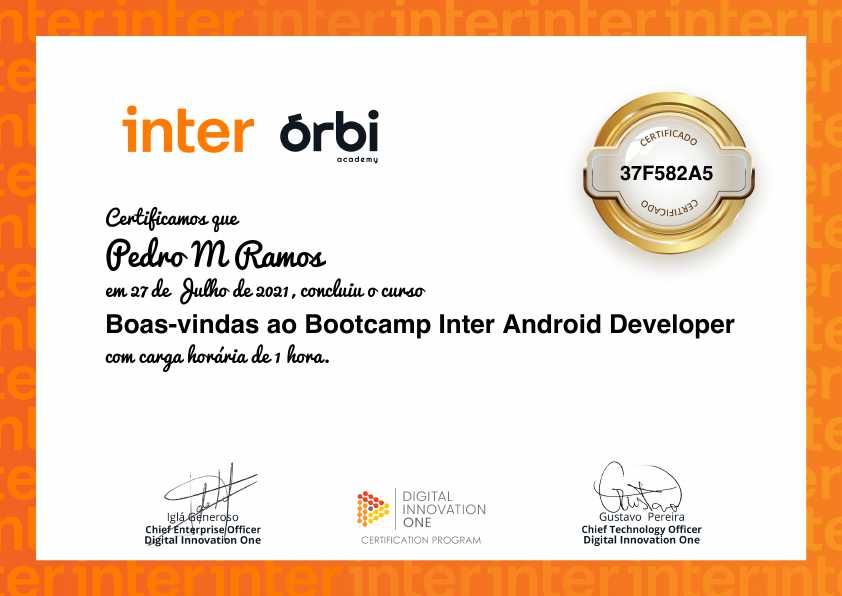 inter órbi
academy
CERTIFICADO
37F582A5
CERTIFICADO
Certificamos que
Pedro M Ramos
em 27 de Julho de 2021, concluiu o curso
Boas-vindas ao Bootcamp Inter Android Developer
com carga horária de 1 hora.
Iglá Generoso
Chief Enterprise Officer
Digital Innovation One
DIGITAL
INNOVATION
ONE
CERTIFICATION PROGRAM
Gustavo Pereira
Chief Technology Officer
Digital Innovation One